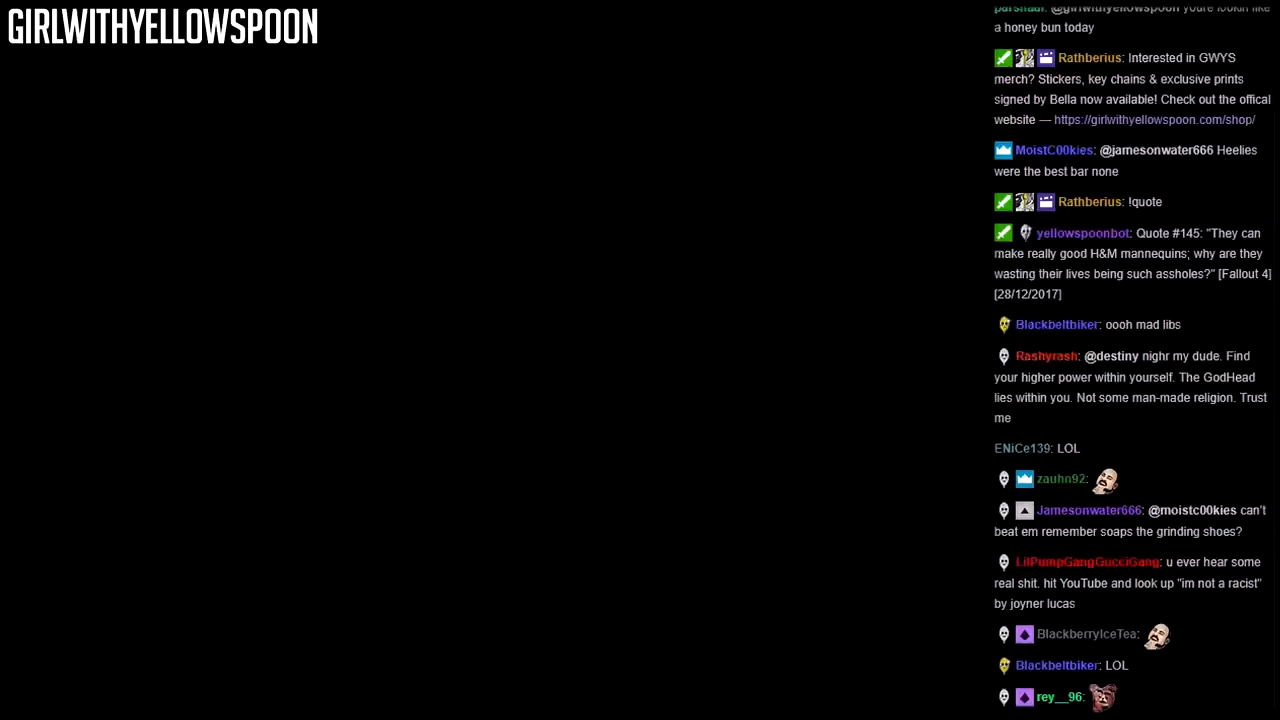 GIRLWITHYELLOWSPOON
parshaal: @girlwithyellowspoon youre lookin like
a honey bun today
Rathberius: Interested in GWYS
merch? Stickers, key chains & exclusive prints
signed by Bella now available! Check out the offical
website — https://girlwithyellowspoon.com/shop/
MoistC00kies: @jamesonwater666 Heelies
were the best bar none
Rathberius: !quote
yellowspoonbot: Quote #145: "They can
make really good H&M mannequins; why are they
wasting their lives being such assholes?" [Fallout 4]
[28/12/2017]
Blackbeltbiker: oooh mad libs
Rashyrash: @destiny nighr my dude. Find
your higher power within yourself. The GodHead
lies within you. Not some man-made religion. Trust
me
ENiCe139: LOL
zauhn92:
Jamesonwater666: @moistc00kies can't
beat em remember soaps the grinding shoes?
LilPumpGangGucciGang: u ever hear some
real shit. hit YouTube and look up "im not a racist"
by joyner lucas
BlackberryIceTea:
Blackbeltbiker: LOL
rey__96: